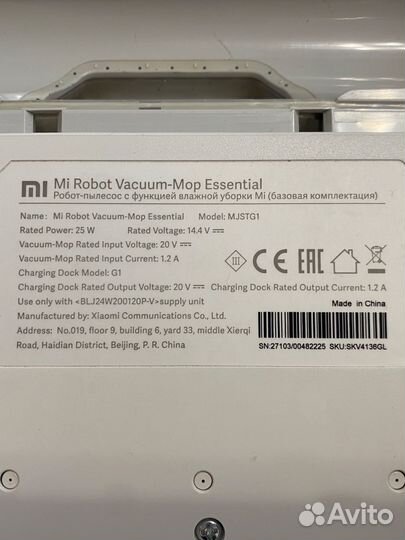 mi Mi Robot Vacuum-Mop Essential
Робот-пылесос с функцией влажной уборки Mi (базовая комплектация)
Name: Mi Robot Vacuum-Mop Essential Model: MJSTG1
Rated Power: 25 W Rated Voltage: 14.4 V
Vacuum-Mop Rated Input Voltage: 20 V
Vacuum-Mop Rated Input Current: 1.2 A
Charging Dock Model: G1
Charging Dock Rated Output Voltage: 20 V Charging Dock Rated Output Current: 1.2 A
Use only with <BLJ24W200120P-V>supply unit
Manufactured by: Xiaomi Communications Co., Ltd.
Address: No.019, floor 9, building 6, yard 33, middle Xierqi
Road, Haidian District, Beijing, P. R. China
III CE EAC
Made in China
SN:27103/00482225 SKU:SKV4136GL
Avito